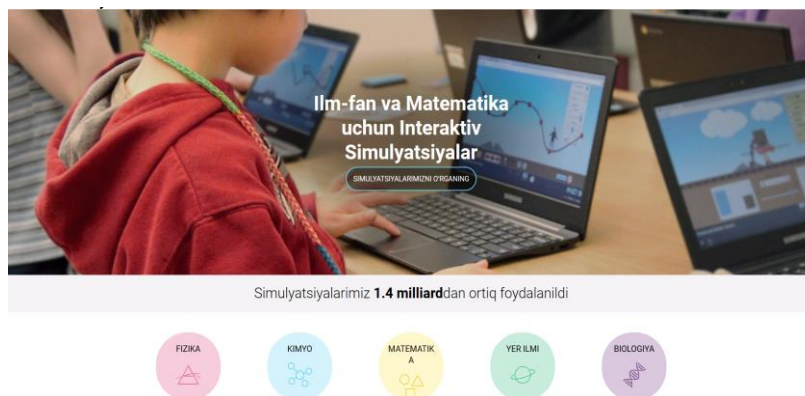 Ilm-fan va Matematika
uchun Interaktiv
Simulyatsiyalar
SIMULYATSIYALARIMIZNI O'RGANING
Simulyatsiyalarimiz 1.4 milliarddan ortiq foydalanildi
FIZIKA
KIMYO
MATEMATIK
A
YER ILMI
BIOLOGIYA